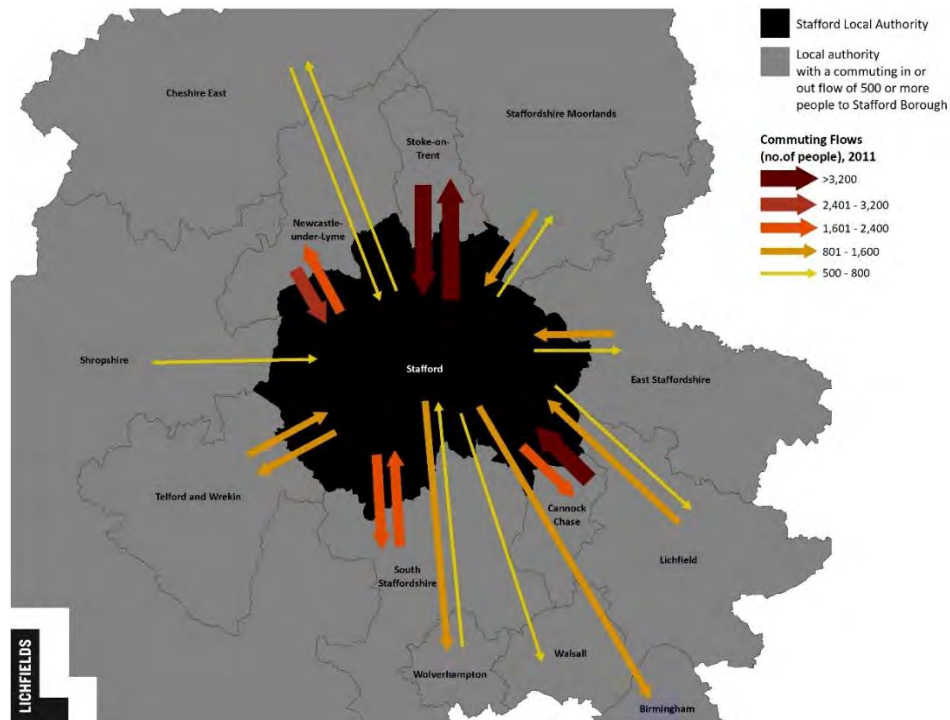 Stafford Local Authority
Local authority
with a commuting in or
out flow of 500 or more
people to Stafford Borough
Commuting Flows
(no.of people), 2011
>3,200
2,401 - 3,200
1,601 - 2,400
801 - 1,600
500 - 800
Cheshire East
Staffordshire Moorlands
Stoke-on-
Trent
Newcastle-
under-Lyme
Shropshire
Stafford
East Staffordshire
Telford and Wrekin
Cannock
Chase
Lichfield
South
Staffordshire
Walsall
Wolverhampton
Birmingham
LICHFIELDS